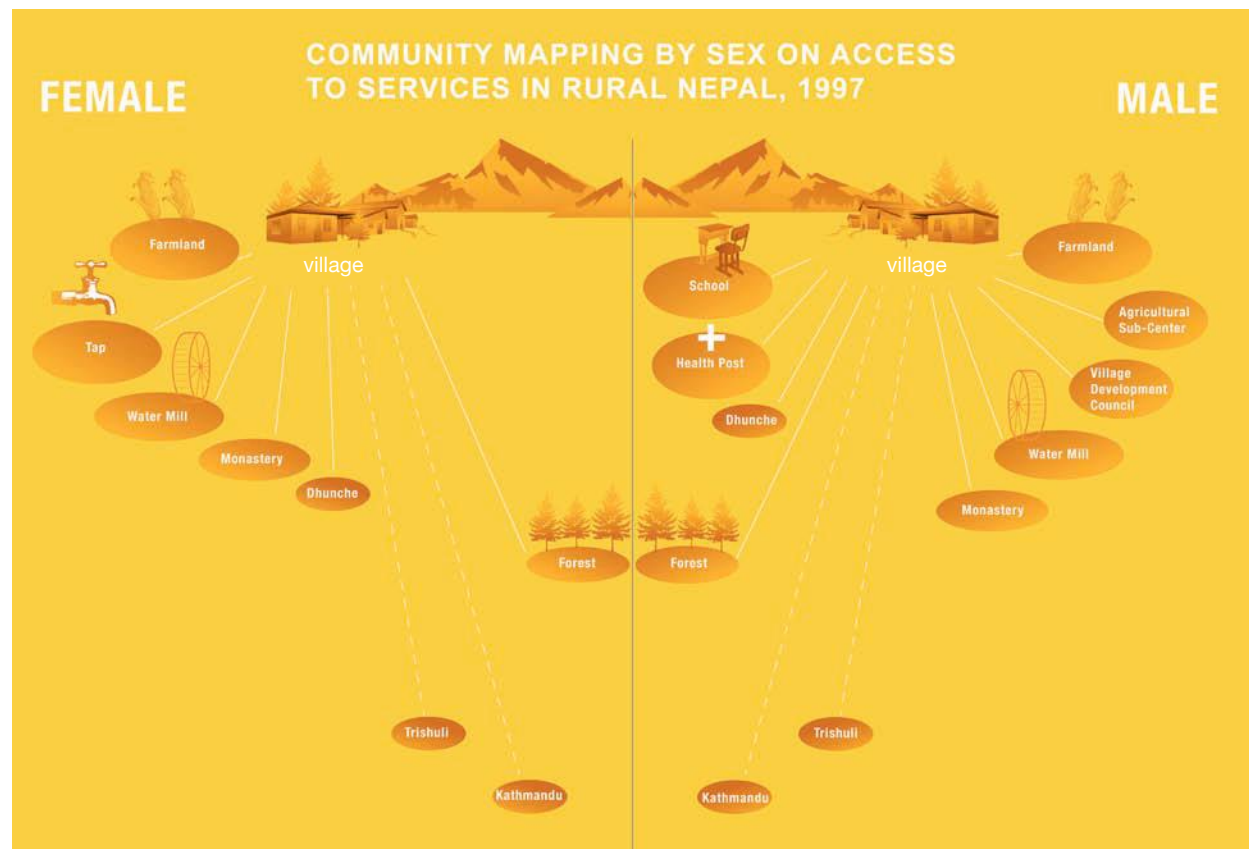 COMMUNITY MAPPING BY SEX ON ACCESS
TO SERVICES IN RURAL NEPAL, 1997
FEMALE
Farmland
village
Tap
Water Mill
Monastery
Dhunche
Forest
Trishuli
Kathmandu
MALE
village
Farmland
School
Agricultural
Sub-Center
Health Post
Village
Development
Council
Dhunche
Water Mill
Monastery
Forest
Trishuli
Kathmandu